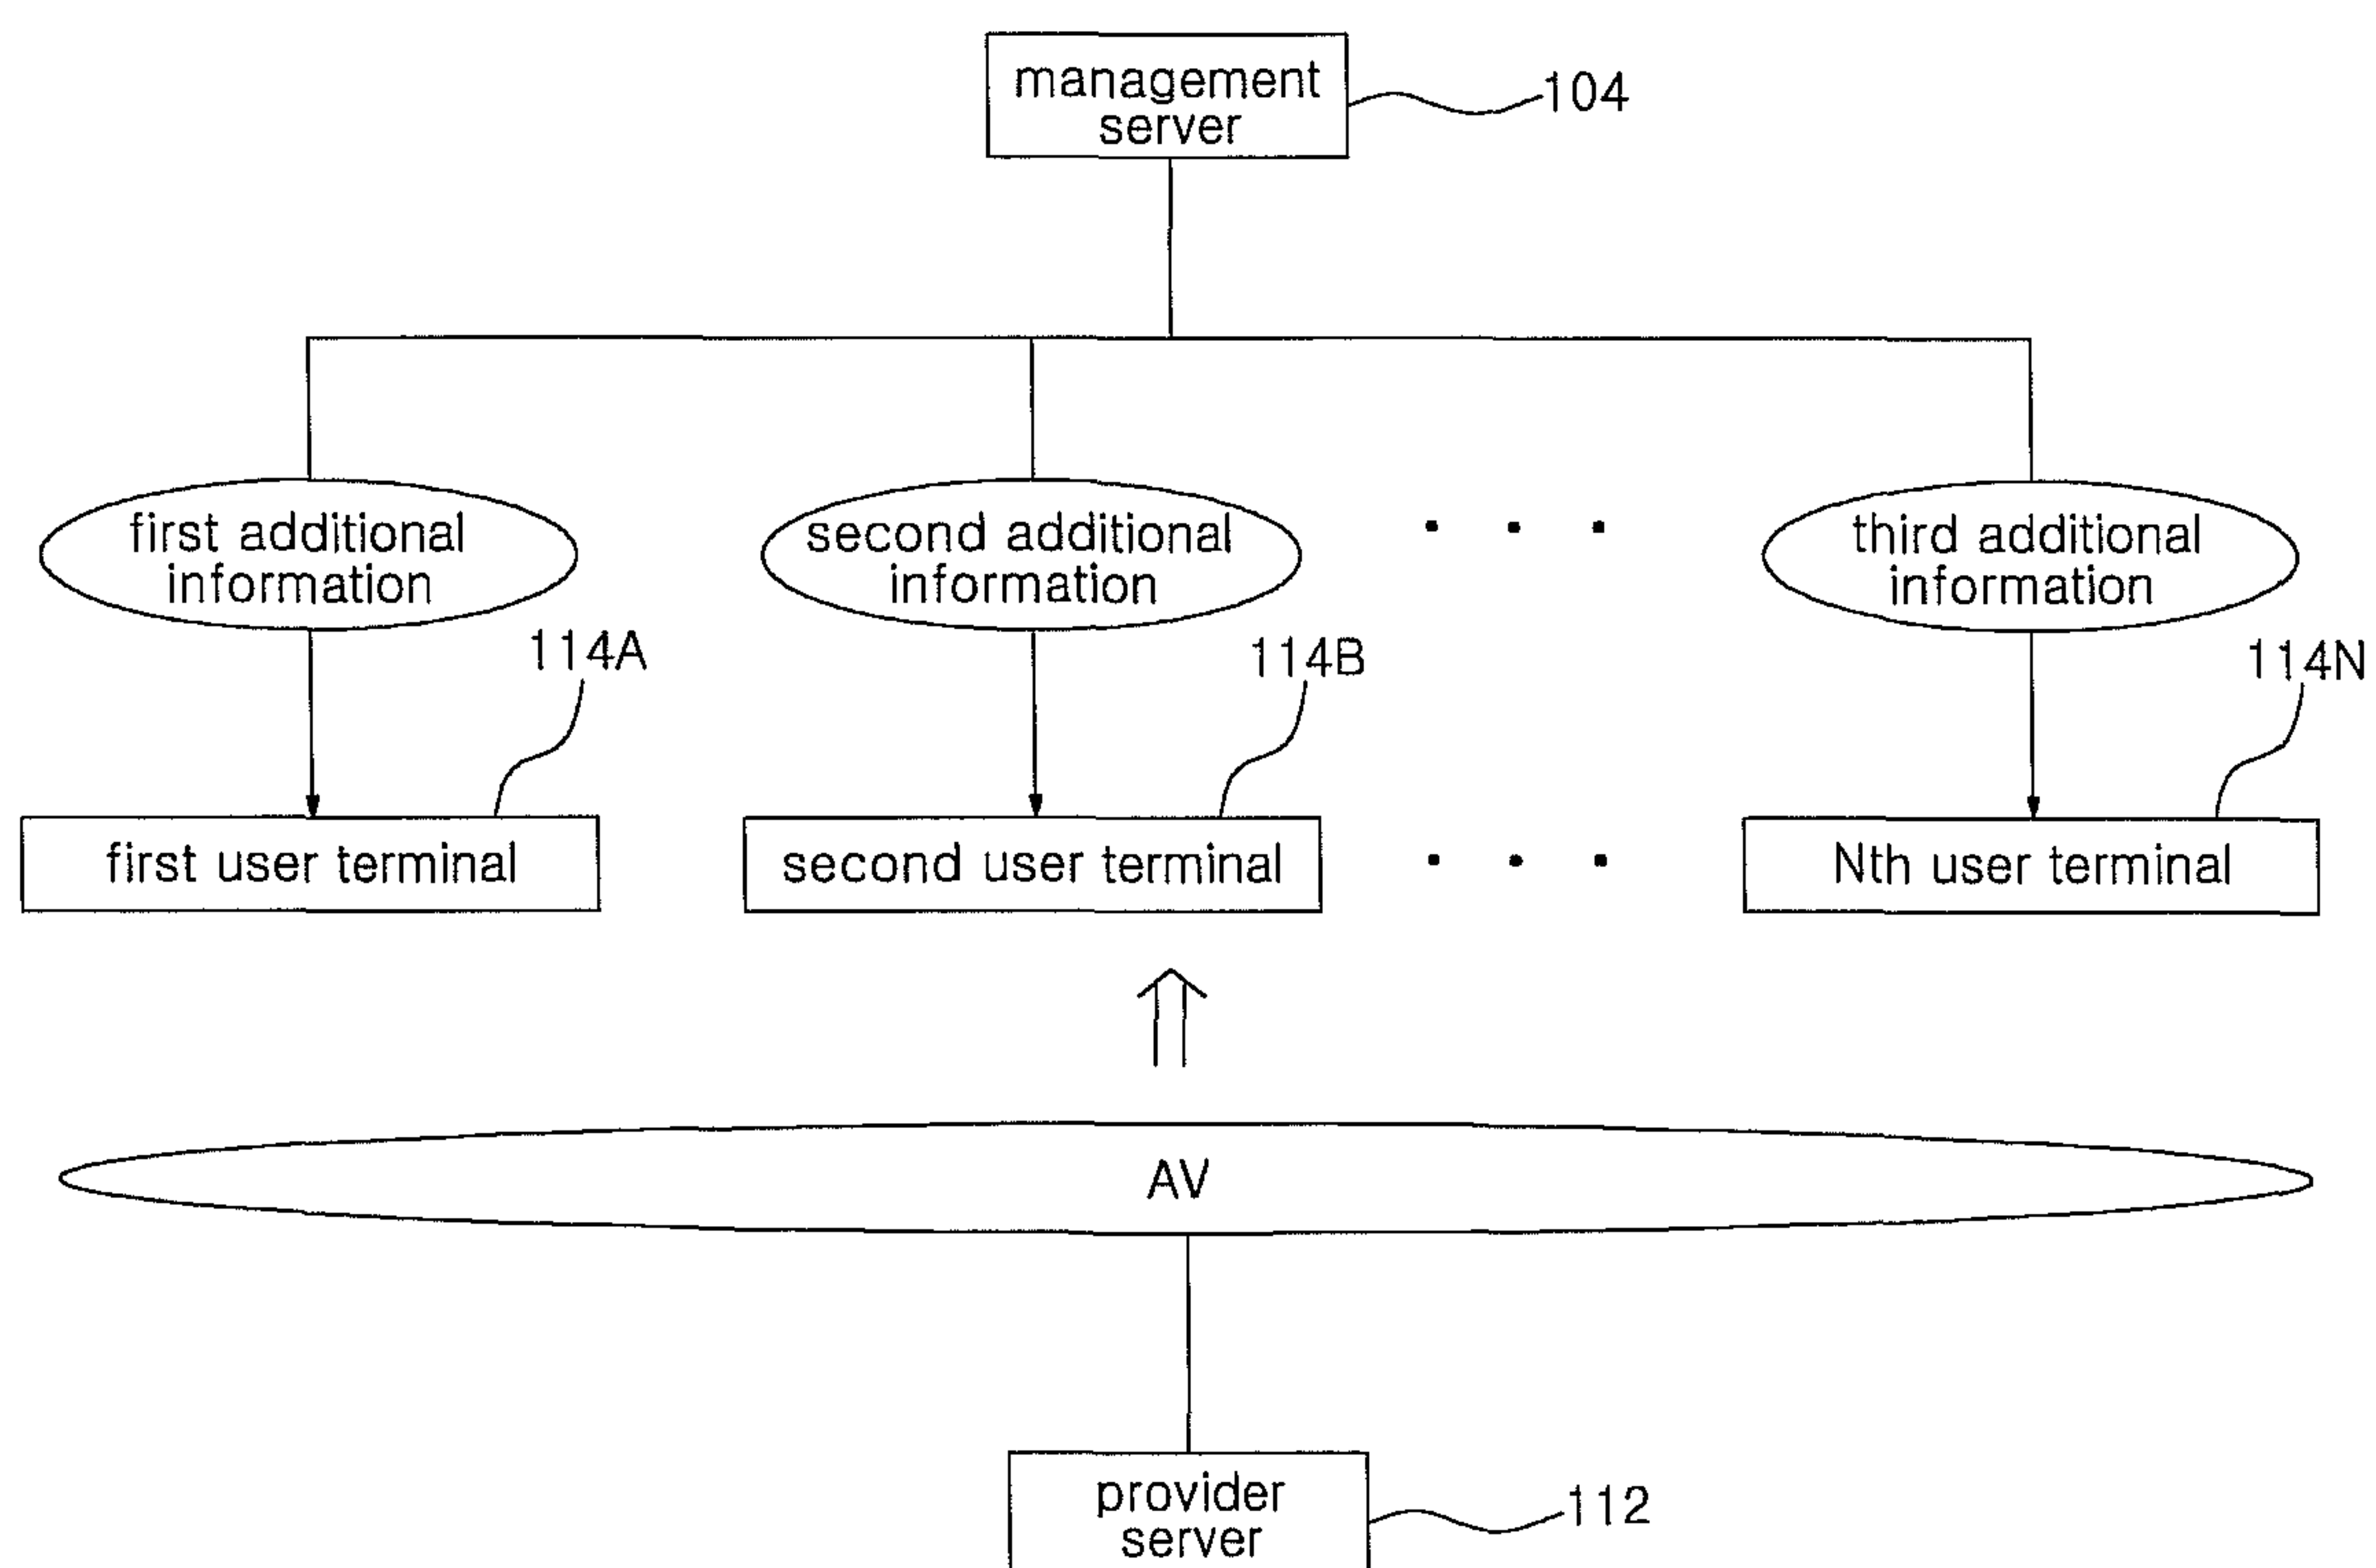 management
server
104
first additional
information
second additional
information
third additional
information
114A
114B
114N
first user terminal
second user terminal
Nth user terminal
AV
provider
server
112